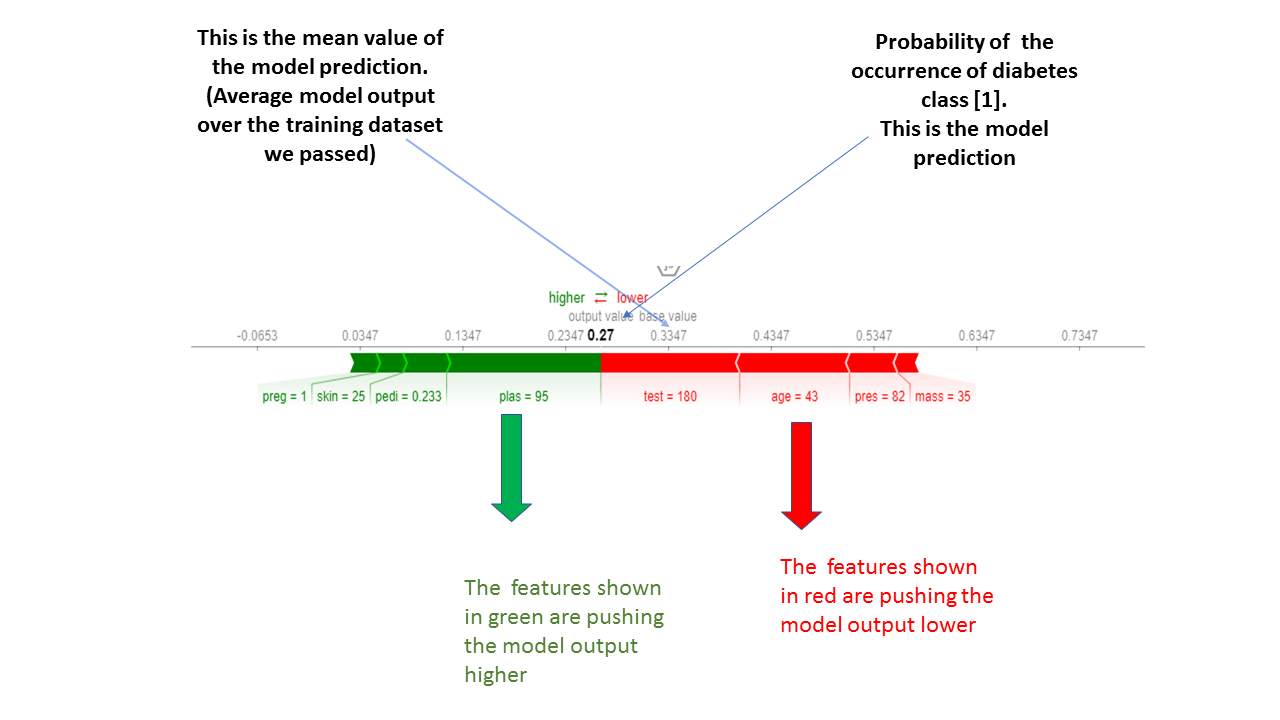 This is the mean value of
the model prediction.
(Average model output
over the training dataset
we passed)
Probability of the
occurrence of diabetes
class [1].
This is the model
prediction
higher ⇄ lower
output value base value
-0.0653 0.0347 0.1347 0.2347 0.27 0.3347 0.4347 0.5347 0.6347 0.7347
preg = 1 skin = 25 pedi = 0.233 plas = 95 test = 180 age = 43 pres = 82 mass = 35
The features shown
in green are pushing
the model output
higher
The features shown
in red are pushing the
model output lower